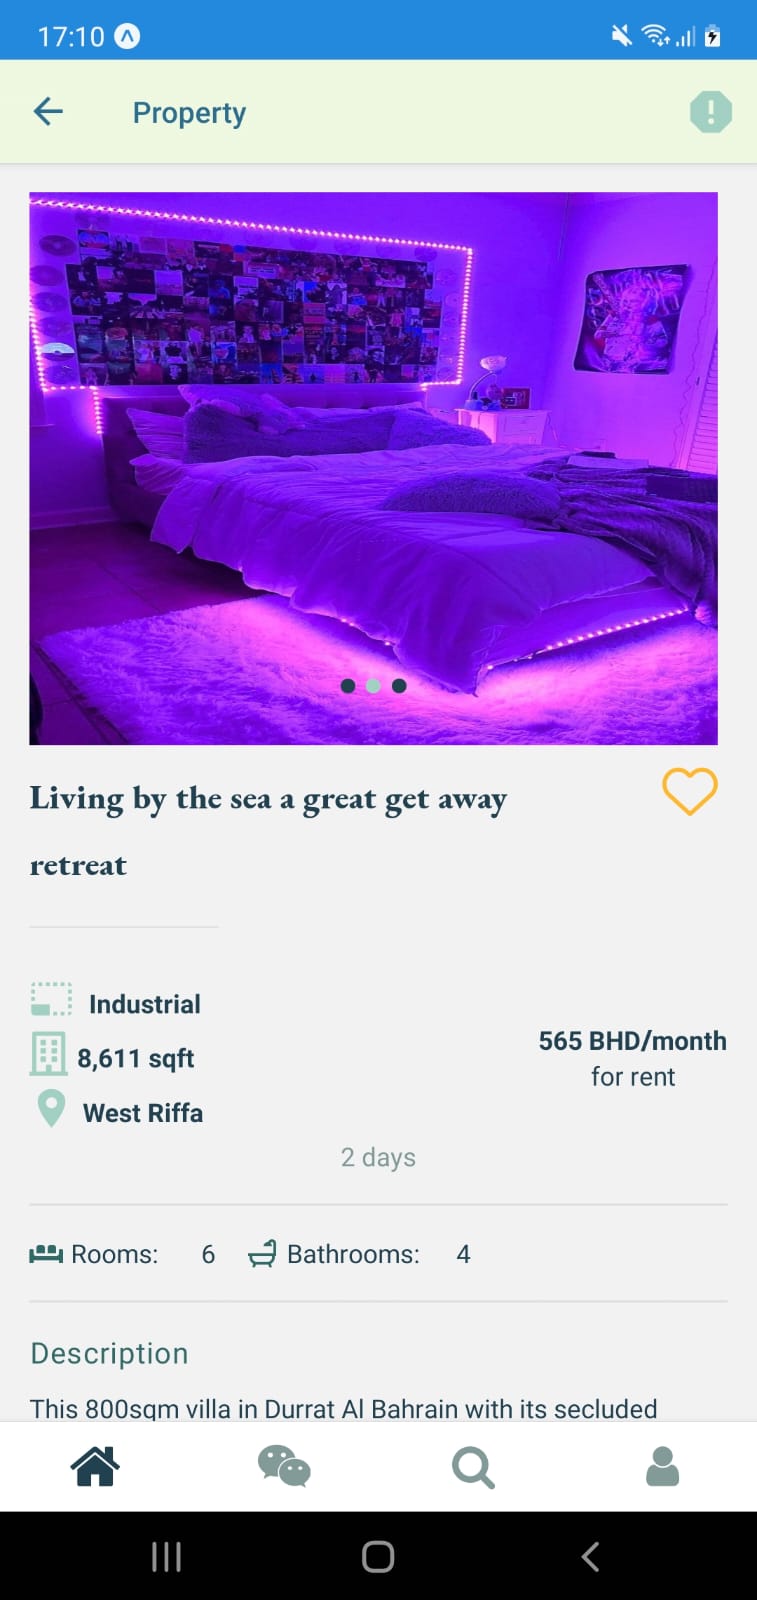 17:10
Property
Living by the sea a great get away
retreat
Industrial
8,611 sqft
565 BHD/month
for rent
West Riffa
2 days
Rooms: 6 Bathrooms: 4
Description
This 800sqm villa in Durrat Al Bahrain with its secluded